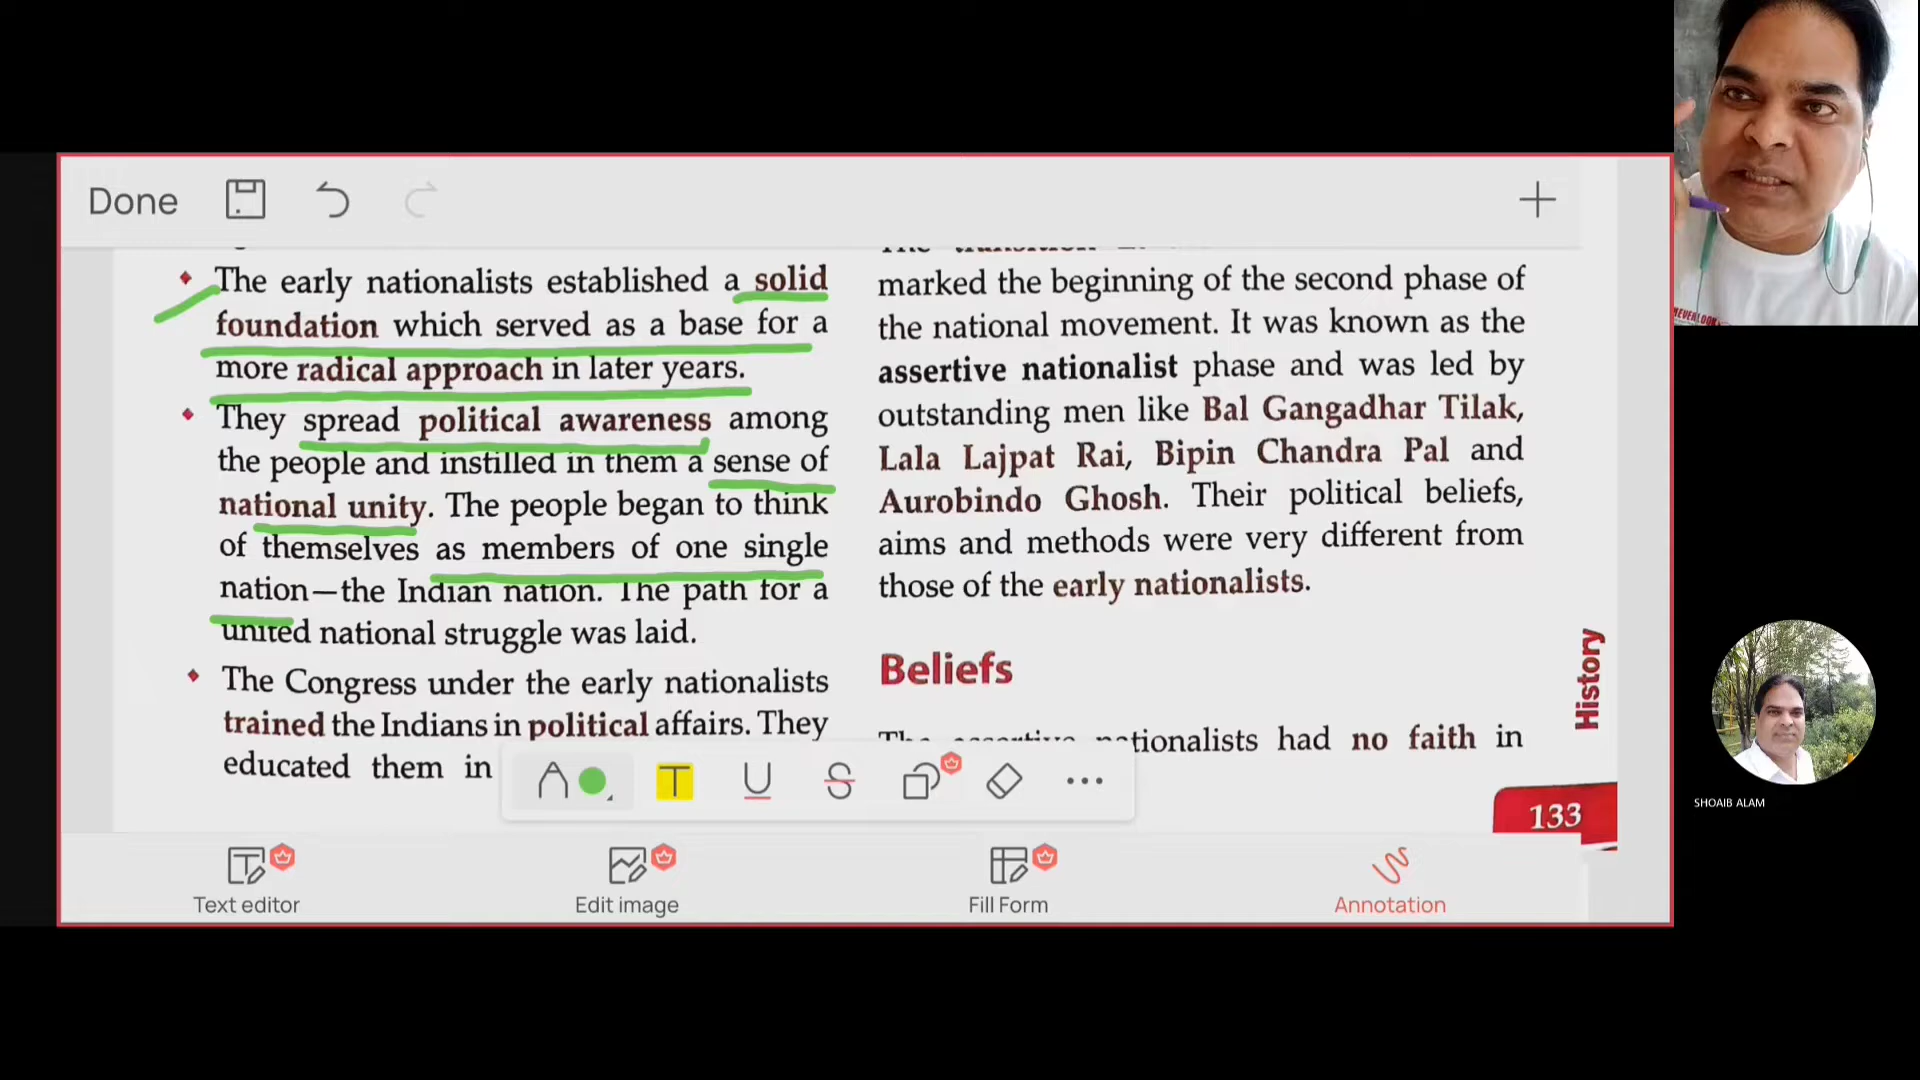 Done
The early nationalists established a solid
foundation which served as a base for a
more radical approach in later years.
They spread political awareness among
the people and instilled in them a sense of
national unity. The people began to think
of themselves as members of one single
nation—the Indian nation. The path for a
united national struggle was laid.
The Congress under the early nationalists
trained the Indians in political affairs. They
educated them in
marked the beginning of the second phase of
the national movement. It was known as the
assertive nationalist phase and was led by
outstanding men like Bal Gangadhar Tilak,
Lala Lajpat Rai, Bipin Chandra Pal and
Aurobindo Ghosh. Their political beliefs,
aims and methods were very different from
those of the early nationalists.
Beliefs
The assertive nationalists had no faith in
History
133
Text editor
Edit image
Fill Form
Annotation
SHOAIB ALAM